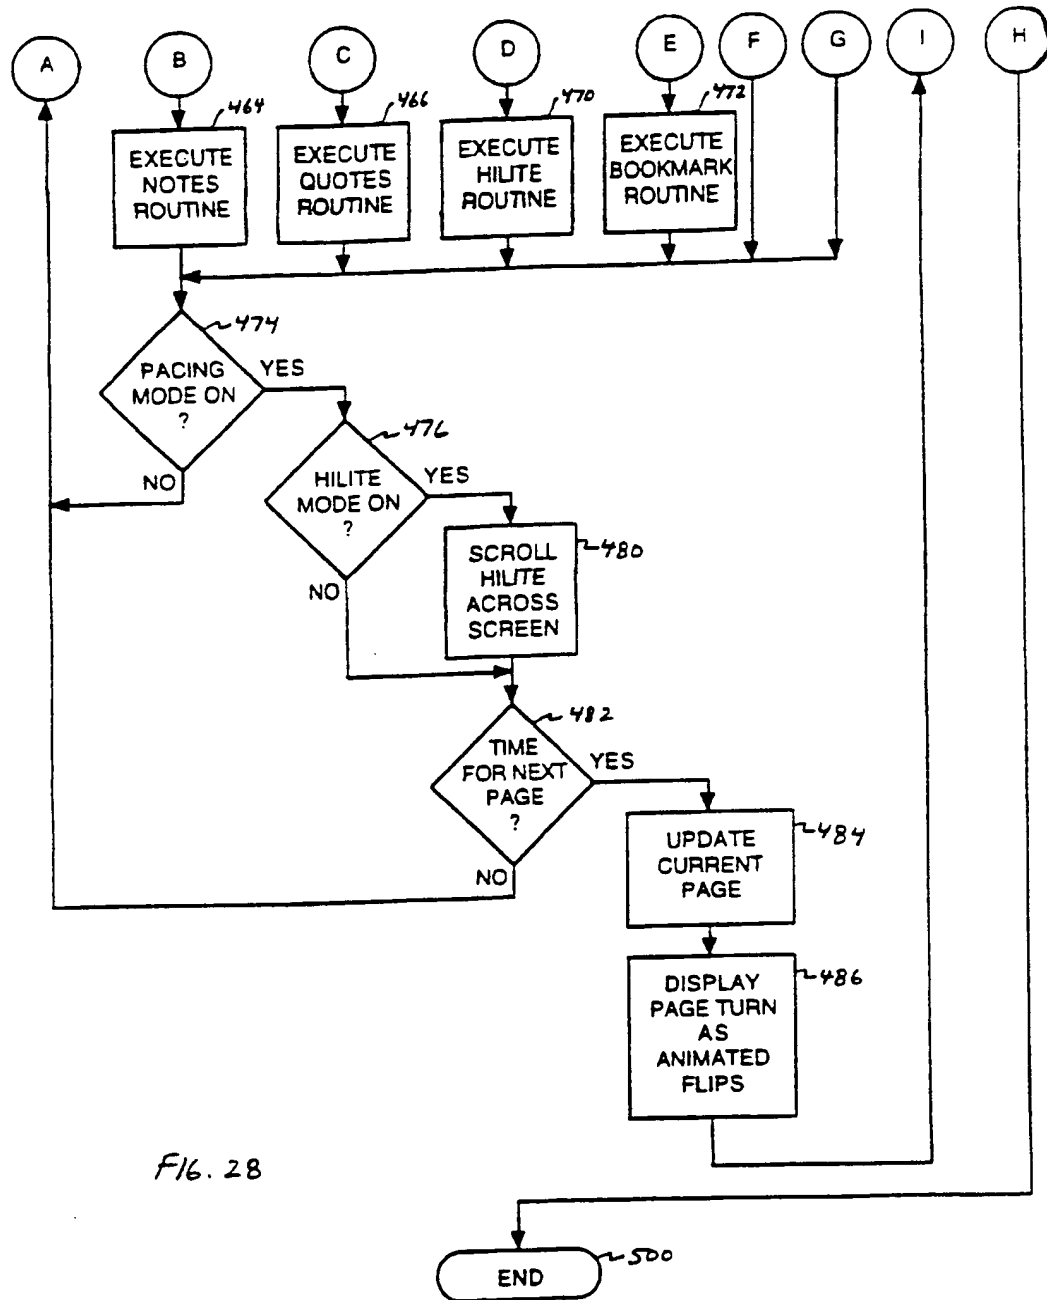 A
B
C
D
E
F
G
I
H
464
466
470
472
EXECUTE
NOTES
ROUTINE
EXECUTE
QUOTES
ROUTINE
EXECUTE
HILITE
ROUTINE
EXECUTE
BOOKMARK
ROUTINE
474
PACING
MODE ON
?
YES
NO
476
HILITE
MODE ON
?
YES
NO
480
SCROLL
HILITE
ACROSS
SCREEN
482
TIME
FOR NEXT
PAGE
?
YES
NO
484
UPDATE
CURRENT
PAGE
486
DISPLAY
PAGE TURN
AS
ANIMATED
FLIPS
FIG. 28
500
END